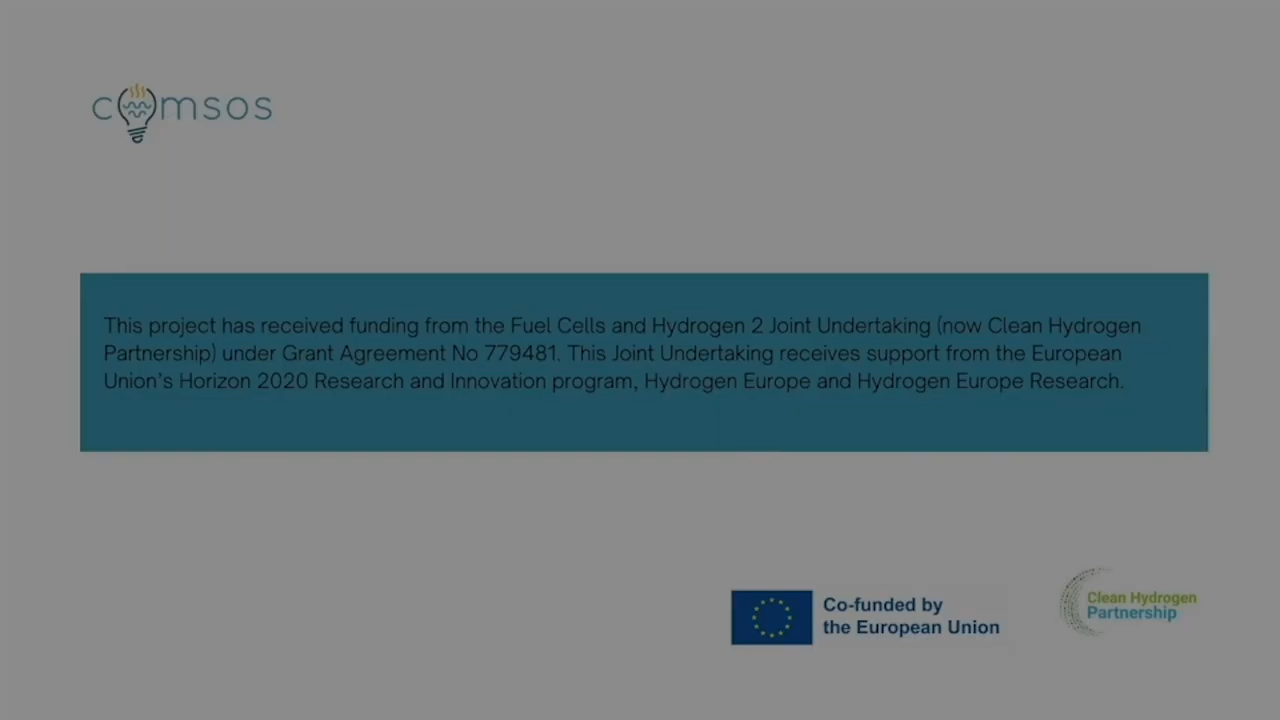 comsos
This project has received funding from the Fuel Cells and Hydrogen 2 Joint Undertaking (now Clean Hydrogen
Partnership) under Grant Agreement No 779481. This Joint Undertaking receives support from the European
Union's Horizon 2020 Research and Innovation program, Hydrogen Europe and Hydrogen Europe Research.
Co-funded by
the European Union
Clean Hydrogen
Partnership